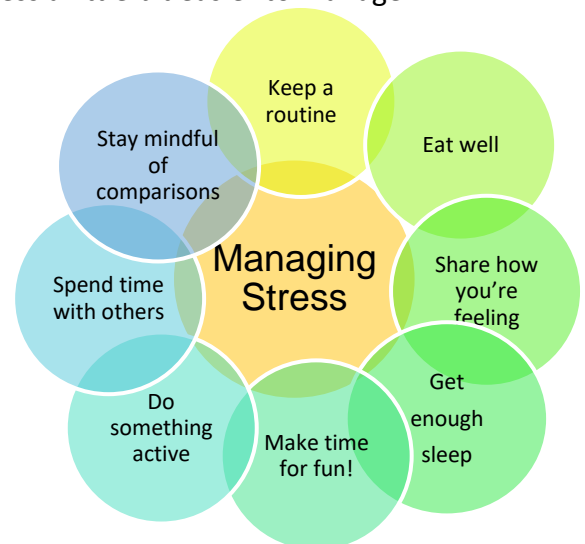 Managing
Stress
Keep a
routine
Eat well
Share how
you're
feeling
Get
enough
sleep
Make time
for fun!
Do
something
active
Spend time
with others
Stay mindful
of
comparisons